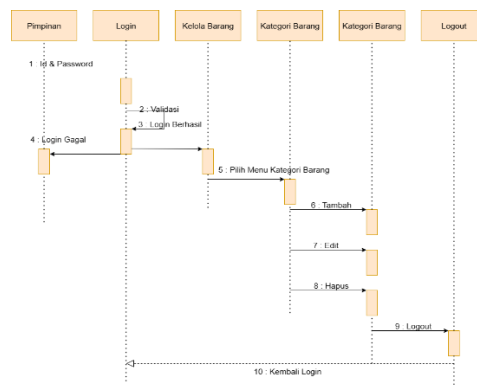 Pimpinan
Login
Kelola Barang
Kategori Barang
Kategori Barang
Logout
1 : Id & Password
2 : Validasi
3 : Login Berhasil
4 : Login Gagal
5 : Pilih Menu Kategori Barang
6 : Tambah
7 : Edit
8 : Hapus
9 : Logout
10 : Kembali Login